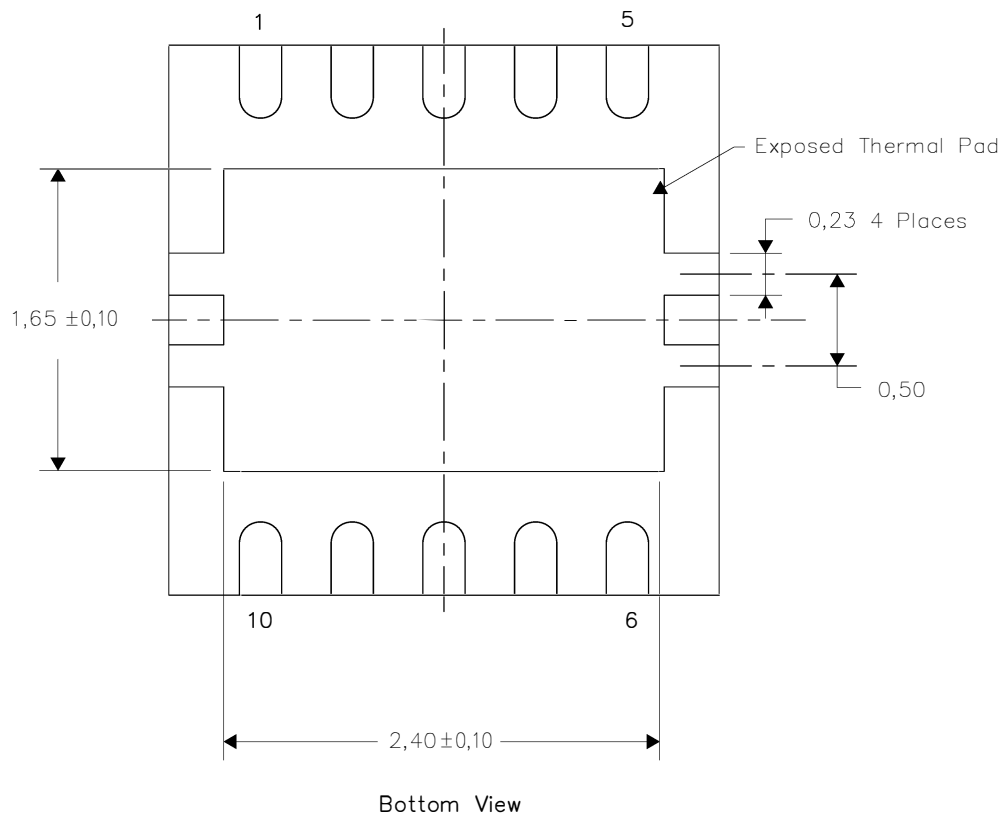 1 5
Exposed Thermal Pad
0,23 4 Places
1,65 ±0,10
0,50
10 6
2,40±0,10
Bottom View